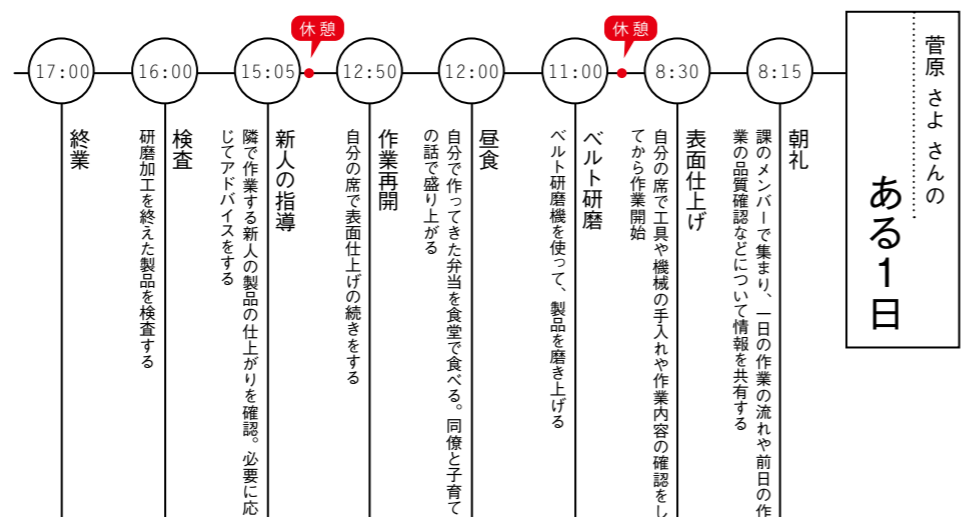 菅原 さよ さんの
ある1日
8:15
朝礼
課のメンバーで集まり、一日の作業の流れや前日の作
業の品質確認などについて情報を共有する
8:30
表面仕上げ
自分の席で工具や機械の手入れや作業内容の確認をし
てから作業開始
休憩
11:00
ベルト研磨
ベルト研磨機を使って、製品を磨き上げる
12:00
昼食
自分で作ってきた弁当を食堂で食べる。同僚と子育て
の話で盛り上がる
12:50
作業再開
自分の席で表面仕上げの続きをする
休憩
15:05
新人の指導
隣で作業する新人の製品の仕上がりを確認。必要に応
じてアドバイスをする
16:00
検査
研磨加工を終えた製品を検査する
17:00
終業